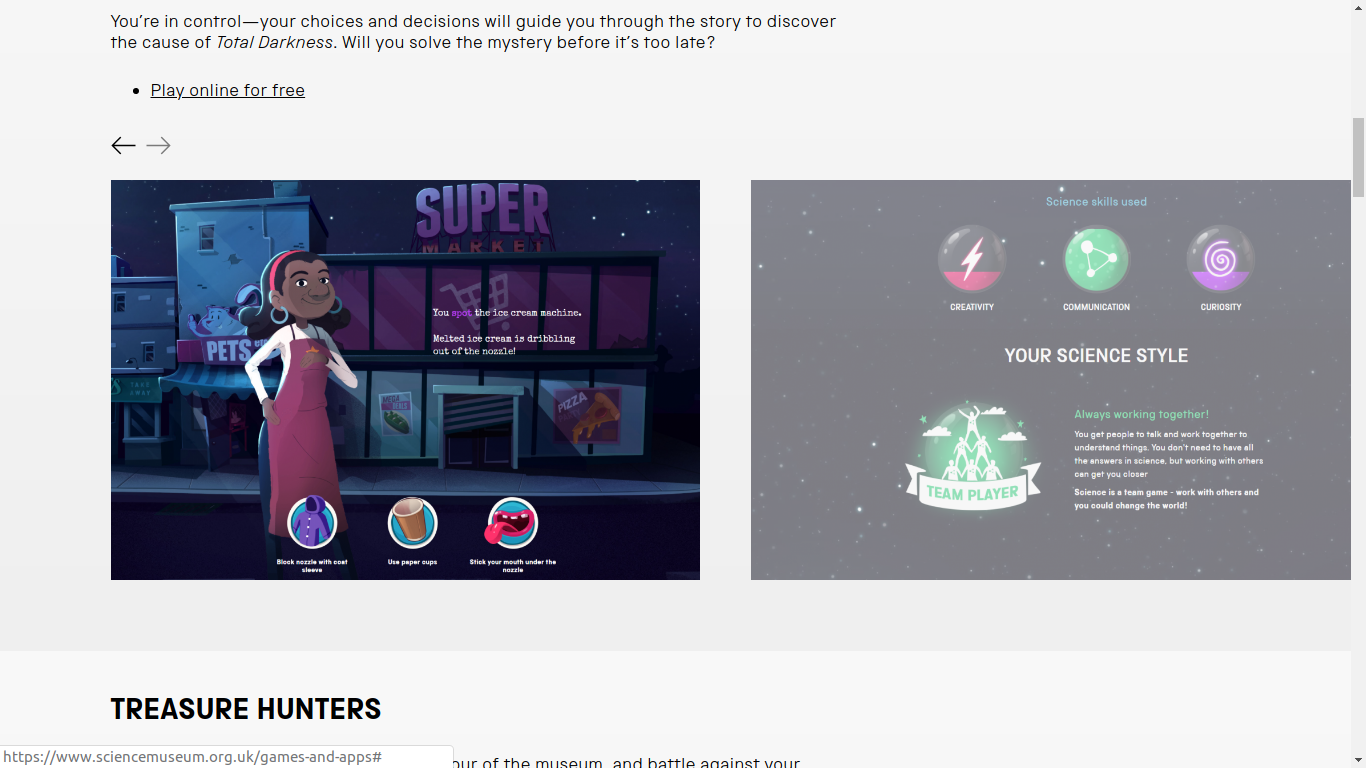 You're in control—your choices and decisions will guide you through the story to discover
the cause of Total Darkness. Will you solve the mystery before it's too late?
Play online for free
SUPER
MARKET
You spot the ice cream machine.
Melted ice cream is dribbling
out of the nozzle!
PETS
TAKE
AWAY
MEGA
PIZZA
Block nozzle with coat
sleeve
Use paper cups
Stick your mouth under the
nozzle
Science skills used
CREATIVITY
COMMUNICATION
CURIOSITY
YOUR SCIENCE STYLE
TEAM PLAYER
Always working together!
You get people to talk and work together to
understand things. You don't need to have all
the answers in science, but working with others
can get you closer
Science is a team game - work with others and
you could change the world!
TREASURE HUNTERS
our of the museum, and battle against your
https://www.sciencemuseum.org.uk/games-and-apps#